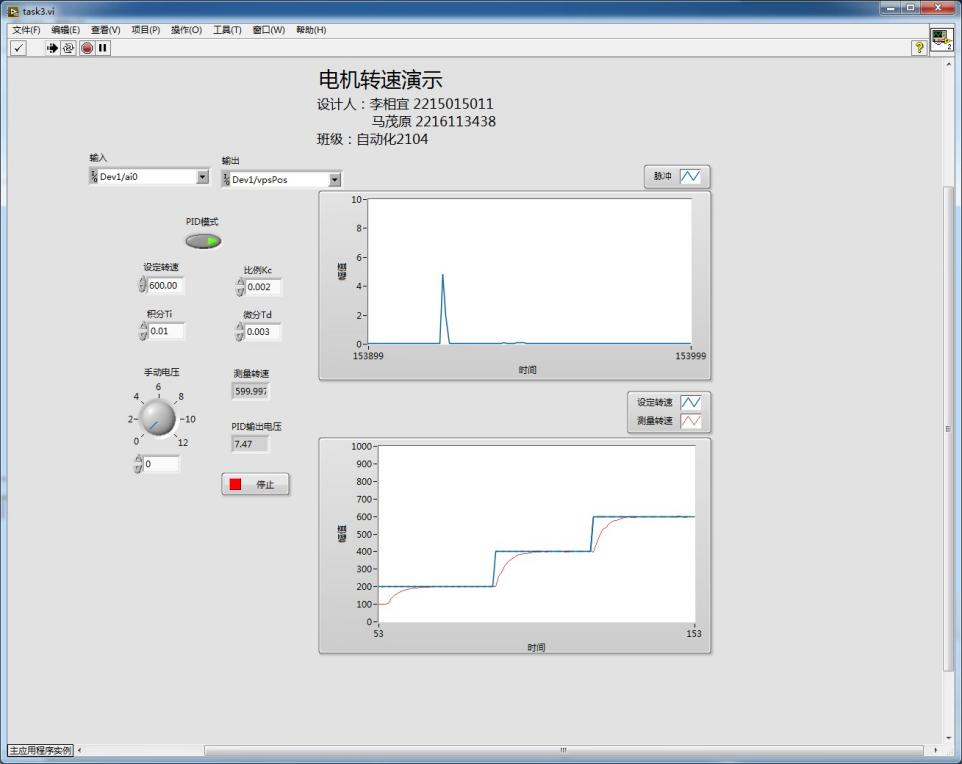 task3.vi
文件(F) 编辑(E) 查看(V) 项目(P) 操作(O) 工具(T) 窗口(W) 帮助(H)
?
2
电机转速演示
设计人：李相宜 2215015011
马茂原 2216113438
班级：自动化2104
输入
Dev1/ai0
输出
Dev1/vpsPos
PID模式
设定转速
600.00
比例Kc
0.002
积分Ti
0.01
微分Td
0.003
手动电压
0
2
4
6
8
10
12
0
测量转速
599.997
PID输出电压
7.47
停止
脉冲
幅值
10
8
6
4
2
0
153899
153999
时间
设定转速
测量转速
幅值
1000
900
800
700
600
500
400
300
200
100
0
53
153
时间
主应用程序实例